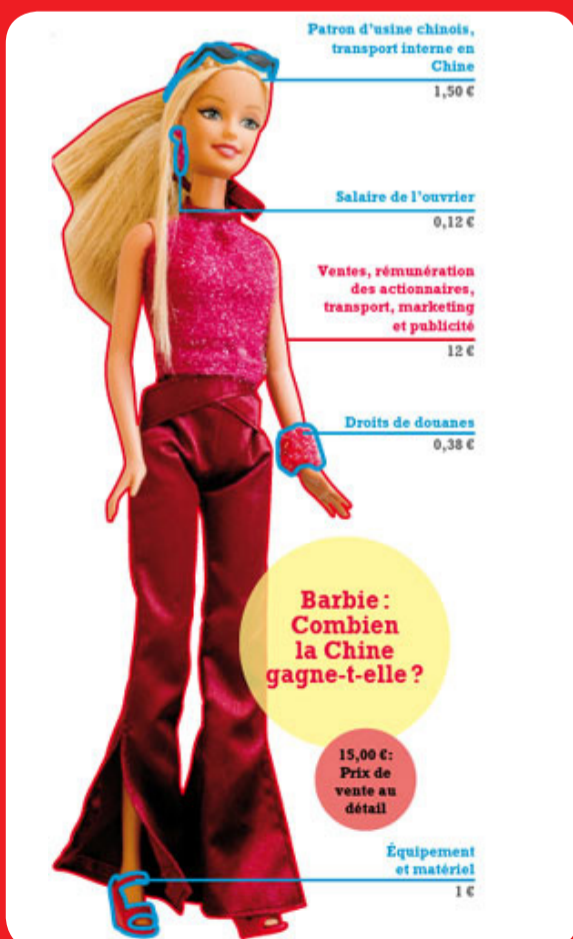 Patron d'usine chinois,
transport interne en
Chine
1,50 €
Salaire de l'ouvrier
0,12 €
Ventes, rémunération
des actionnaires,
transport, marketing
et publicité
12 €
Droits de douanes
0,38 €
Barbie :
Combien
la Chine
gagne-t-elle ?
15,00 € :
Prix de
vente au
détail
Équipement
et matériel
1 €